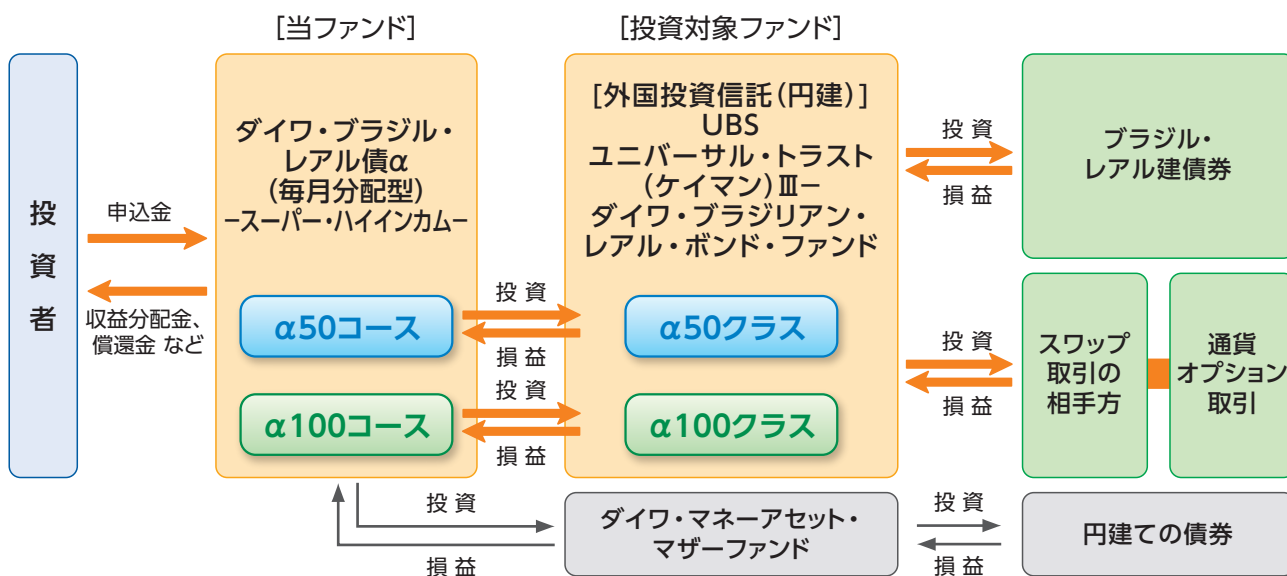 [当ファンド]
[投資対象ファンド]
投
資
者
申込金
収益分配金、
償還金 など
ダイワ・ブラジル・
レアル債α
(毎月分配型)
−スーパー・ハイインカム−
α50コース
α100コース
投 資
損 益
投 資
損 益
[外国投資信託(円建)]
UBS
ユニバーサル・トラスト
(ケイマン)Ⅲ−
ダイワ・ブラジリアン・
レアル・ボンド・ファンド
α50クラス
α100クラス
投 資
損 益
ブラジル・
レアル建債券
投 資
損 益
スワップ
取引の
相手方
通貨
オプション
取引
投 資
損 益
ダイワ・マネーアセット・
マザーファンド
投 資
損 益
円建ての債券